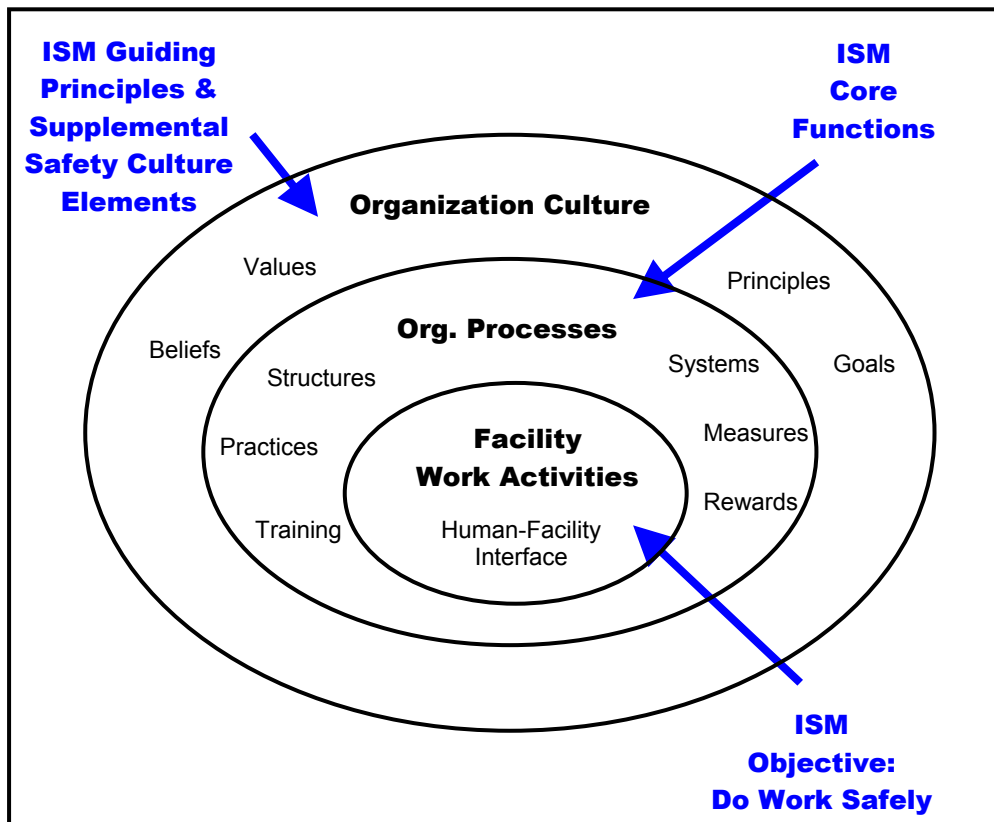 ISM Guiding
Principles &
Supplemental
Safety Culture
Elements
ISM
Core
Functions
Organization Culture
Values
Principles
Beliefs
Goals
Org. Processes
Structures
Systems
Practices
Measures
Training
Rewards
Facility
Work Activities
Human-Facility
Interface
ISM
Objective:
Do Work Safely